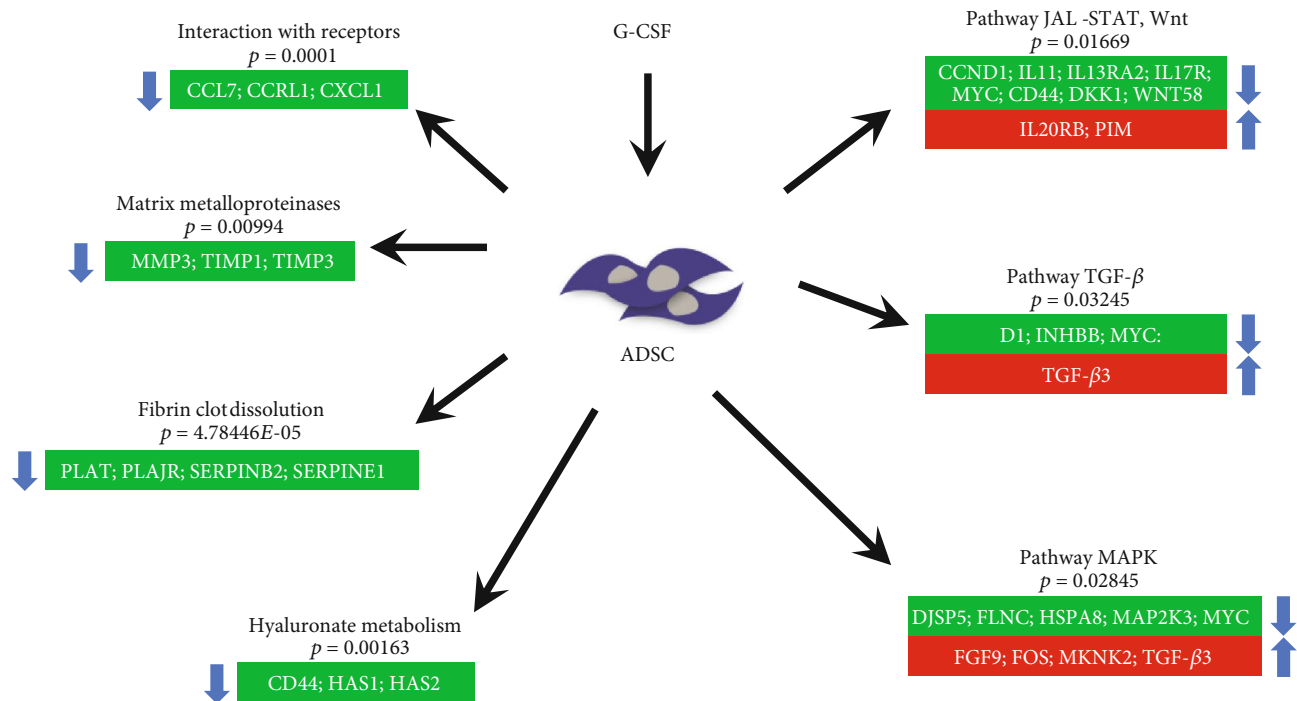 Interaction with receptors
p = 0.0001
CCL7; CCRL1; CXCL1
Matrix metalloproteinases
p = 0.00994
MMP3; TIMP1; TIMP3
Fibrin clot dissolution
p = 4.78446E-05
PLAT; PLAJR; SERPINB2; SERPINE1
Hyaluronate metabolism
p = 0.00163
CD44; HAS1; HAS2
G-CSF
ADSC
Pathway JAL -STAT, Wnt
p = 0.01669
CCND1; IL11; IL13RA2; IL17R;
MYC; CD44; DKK1; WNT58
IL20RB; PIM
Pathway TGF-β
p = 0.03245
D1; INHBB; MYC:
TGF-β3
Pathway MAPK
p = 0.02845
DJSP5; FLNC; HSPA8; MAP2K3; MYC
FGF9; FOS; MKNK2; TGF-β3